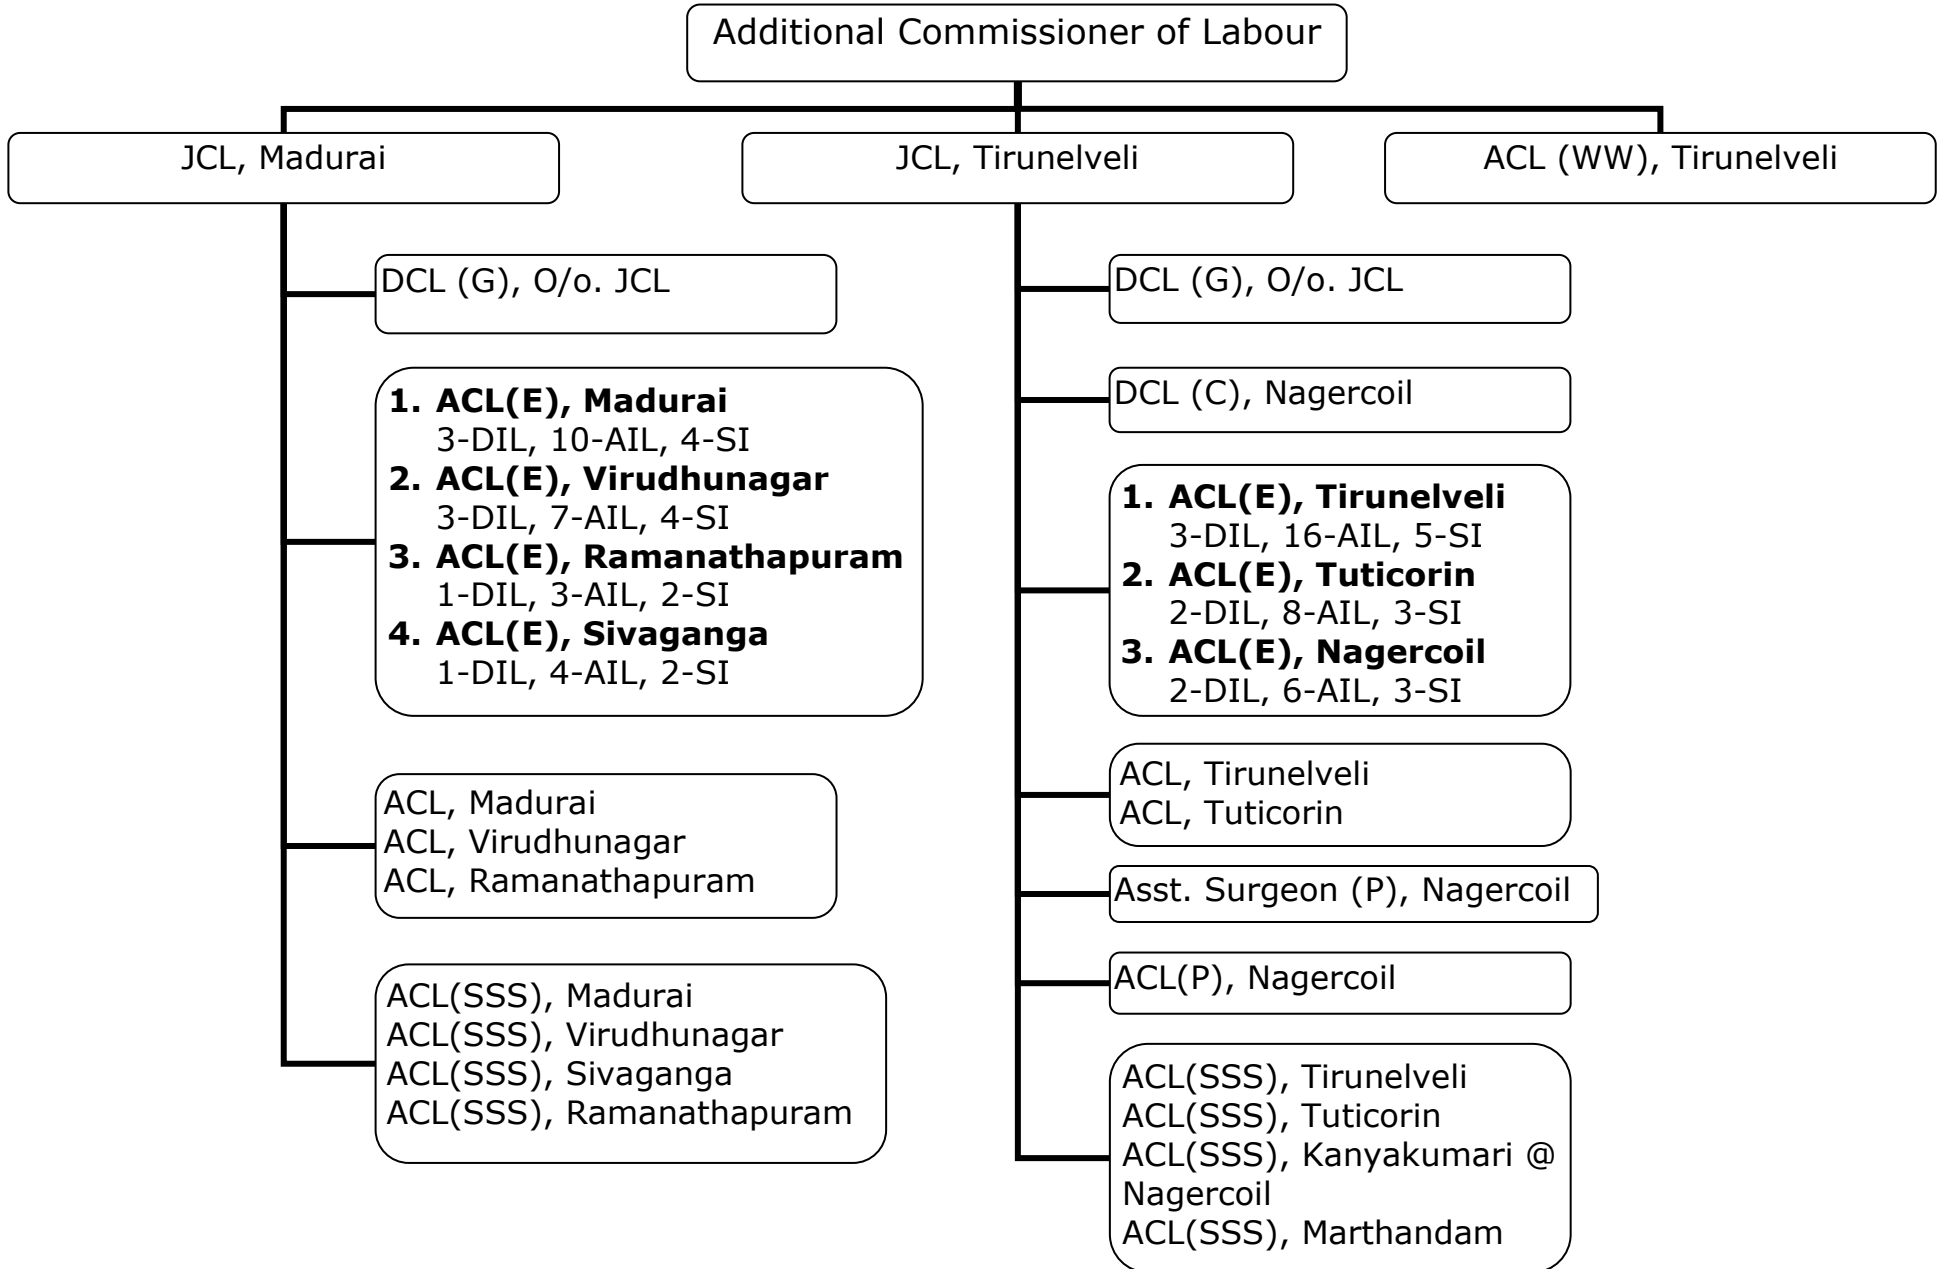 Additional Commissioner of Labour
JCL, Madurai
JCL, Tirunelveli
ACL (WW), Tirunelveli
DCL (G), O/o. JCL
1. ACL(E), Madurai
3-DIL, 10-AIL, 4-SI
2. ACL(E), Virudhunagar
3-DIL, 7-AIL, 4-SI
3. ACL(E), Ramanathapuram
1-DIL, 3-AIL, 2-SI
4. ACL(E), Sivaganga
1-DIL, 4-AIL, 2-SI
ACL, Madurai
ACL, Virudhunagar
ACL, Ramanathapuram
ACL(SSS), Madurai
ACL(SSS), Virudhunagar
ACL(SSS), Sivaganga
ACL(SSS), Ramanathapuram
DCL (G), O/o. JCL
DCL (C), Nagercoil
1. ACL(E), Tirunelveli
3-DIL, 16-AIL, 5-SI
2. ACL(E), Tuticorin
2-DIL, 8-AIL, 3-SI
3. ACL(E), Nagercoil
2-DIL, 6-AIL, 3-SI
ACL, Tirunelveli
ACL, Tuticorin
Asst. Surgeon (P), Nagercoil
ACL(P), Nagercoil
ACL(SSS), Tirunelveli
ACL(SSS), Tuticorin
ACL(SSS), Kanyakumari @
Nagercoil
ACL(SSS), Marthandam